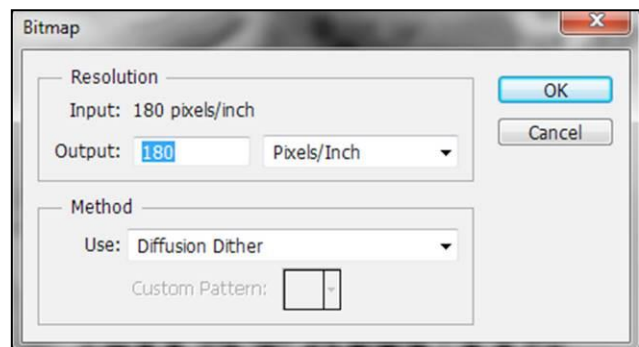 Bitmap
Resolution
Input: 180 pixels/inch
Output: 180 Pixels/Inch
OK
Cancel
Method
Use: Diffusion Dither
Custom Pattern: